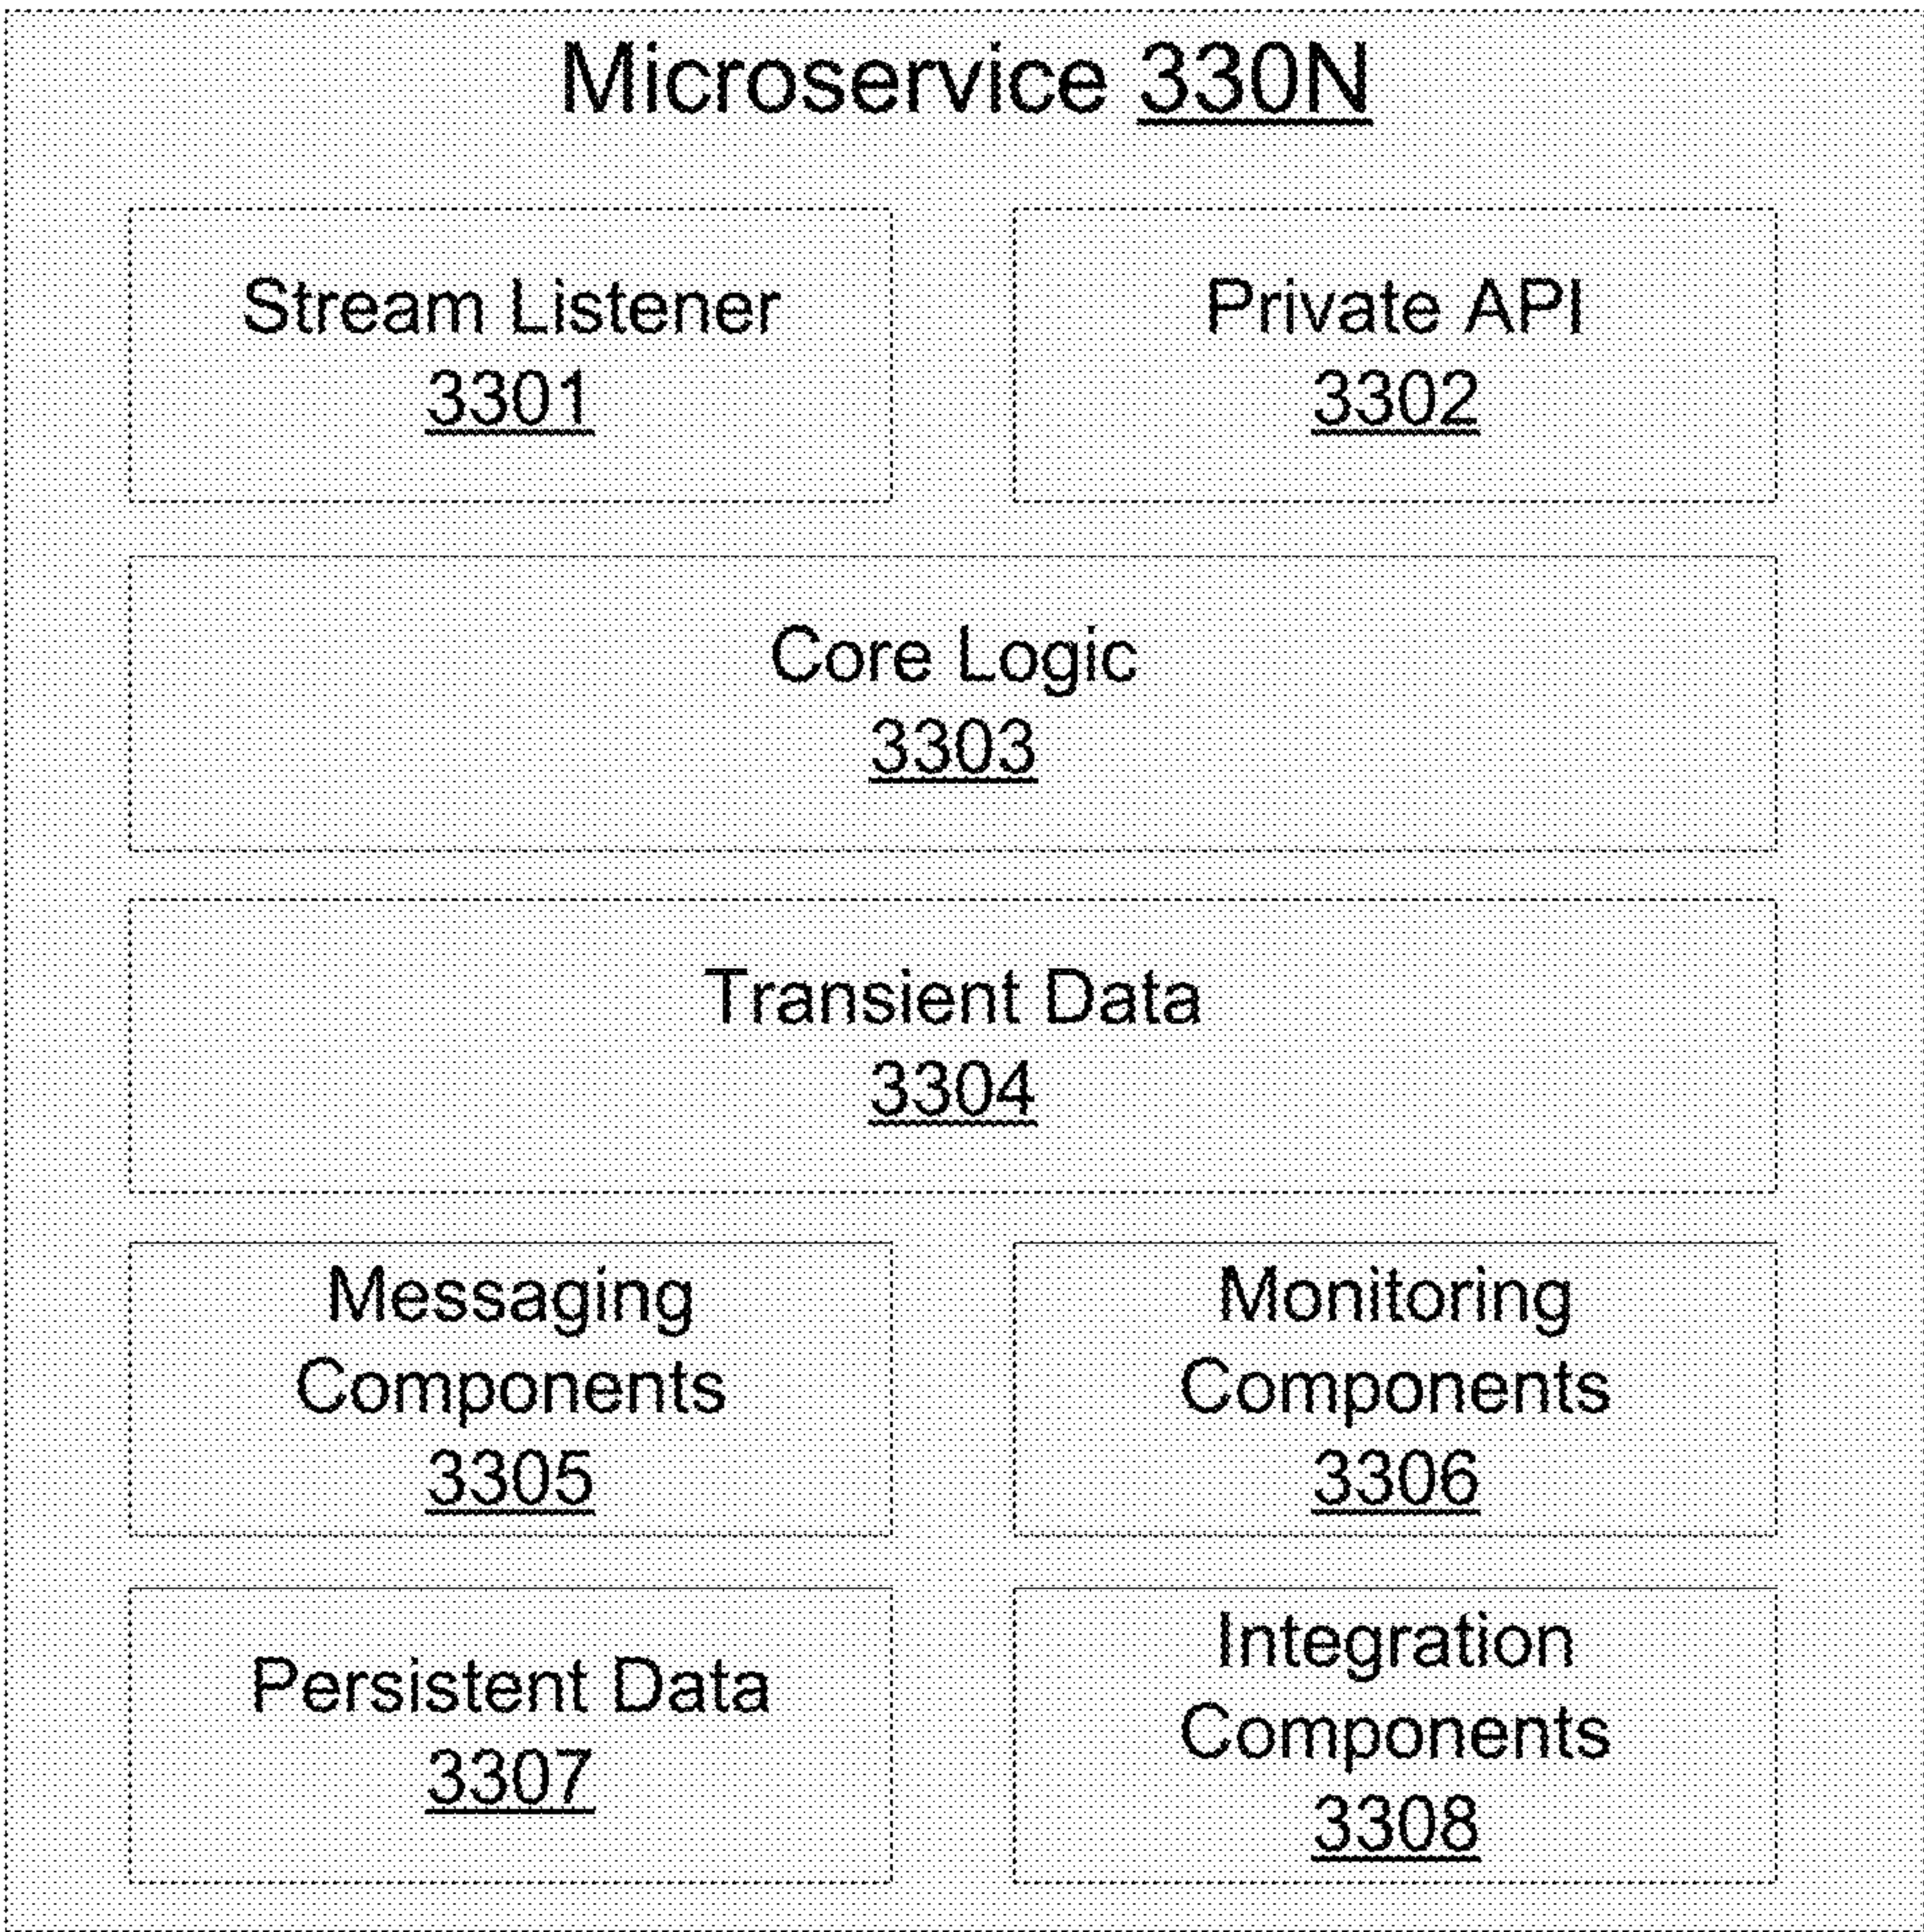 Microservice 330N
Stream Listener
3301
Private API
3302
Core Logic
3303
Transient Data
3304
Messaging
Components
3305
Monitoring
Components
3306
Persistent Data
3307
Integration
Components
3308